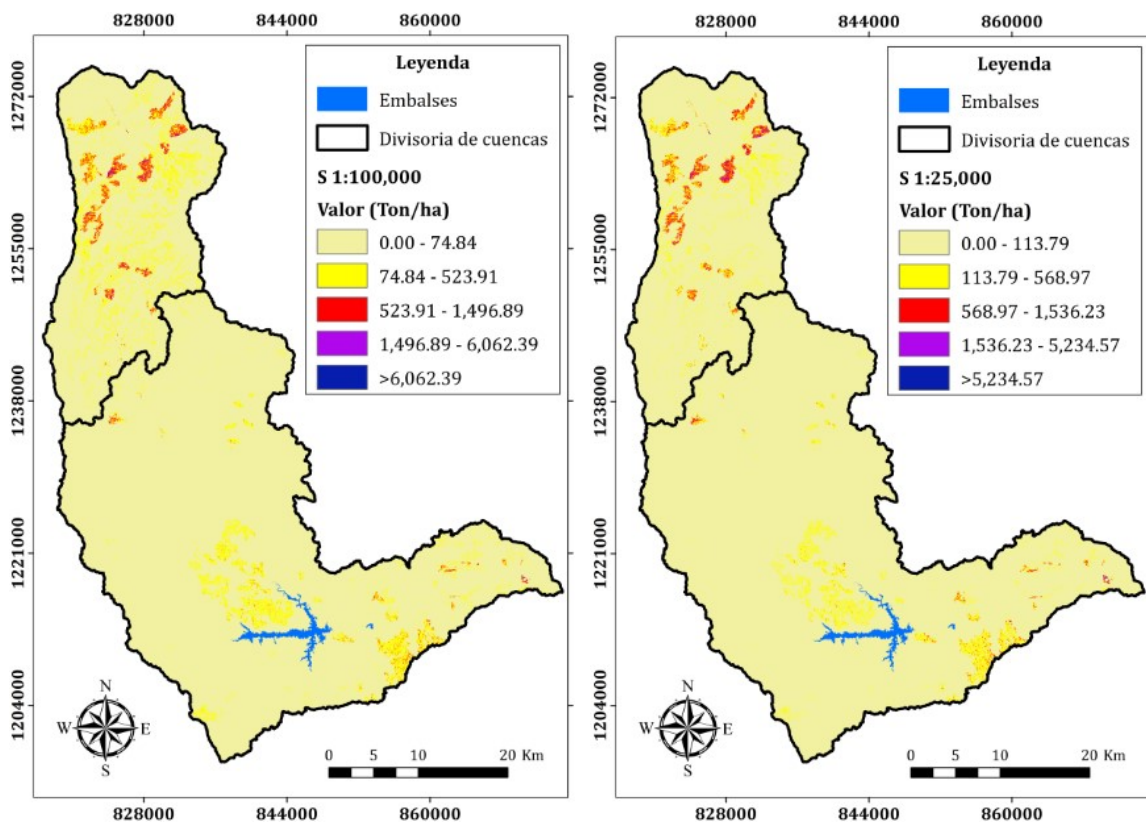 828000 844000 860000
828000 844000 860000
1272000
1255000
1238000
1221000
1204000
Leyenda
Embalses
Divisoria de cuencas
S 1:100,000
Valor (Ton/ha)
0.00 - 74.84
74.84 - 523.91
523.91 - 1,496.89
1,496.89 - 6,062.39
>6,062.39
N
W E
S
0 5 10 20 Km
828000 844000 860000
1272000
1255000
1238000
1221000
1204000
Leyenda
Embalses
Divisoria de cuencas
S 1:25,000
Valor (Ton/ha)
0.00 - 113.79
113.79 - 568.97
568.97 - 1,536.23
1,536.23 - 5,234.57
>5,234.57
N
W E
S
0 5 10 20 Km
828000 844000 860000